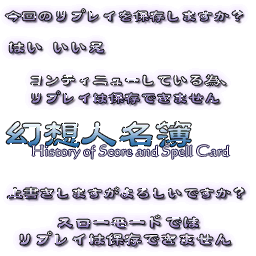 今回のリプレイを保存しますか？
はい いいえ
コンティニューしている為、
リプレイは保存できません
幻想人名簿
History of Score and Spell Card
上書きしますがよろしいですか？
スローモードでは
リプレイは保存できません